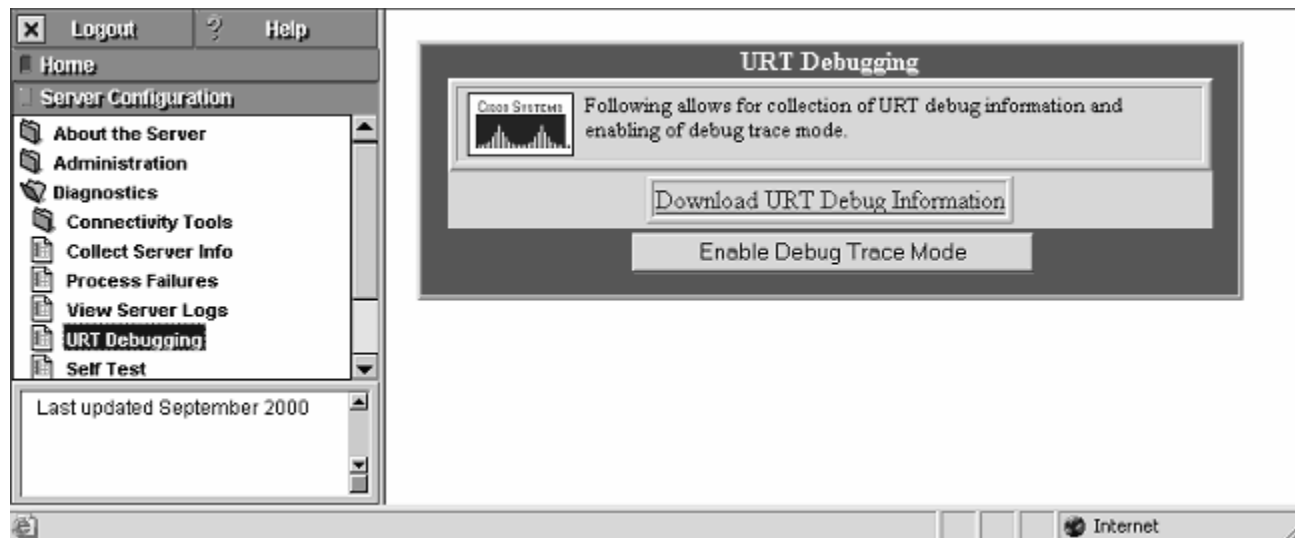 Logout
Help
Home
Server Configuration
About the Server
Administration
Diagnostics
Connectivity Tools
Collect Server Info
Process Failures
View Server Logs
URT Debugging
Self Test
Last updated September 2000
URT Debugging
CISCO SYSTEMS
Following allows for collection of URT debug information and
enabling of debug trace mode.
Download URT Debug Information
Enable Debug Trace Mode
Internet